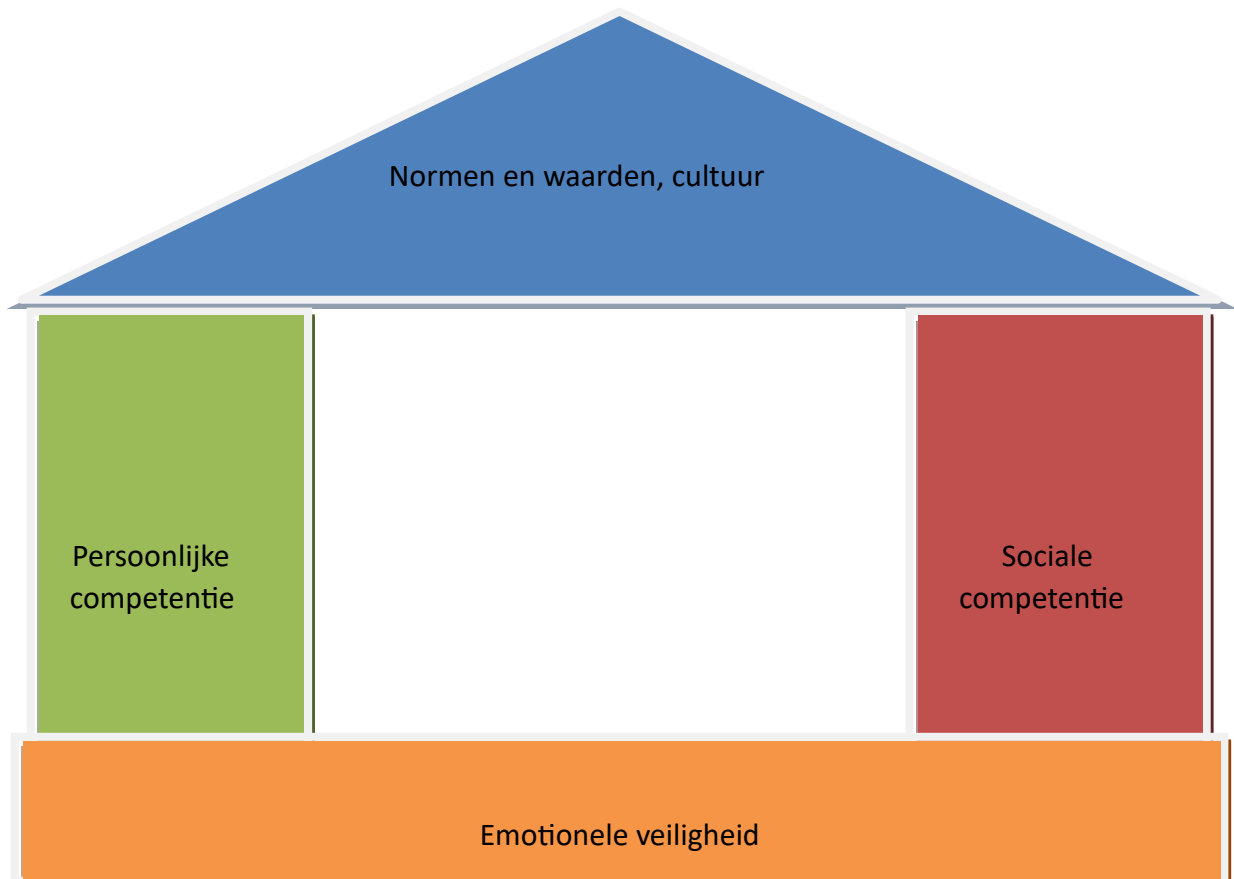 Normen en waarden, cultuur
Persoonlijke
competentie
Sociale
competentie
Emotionele veiligheid